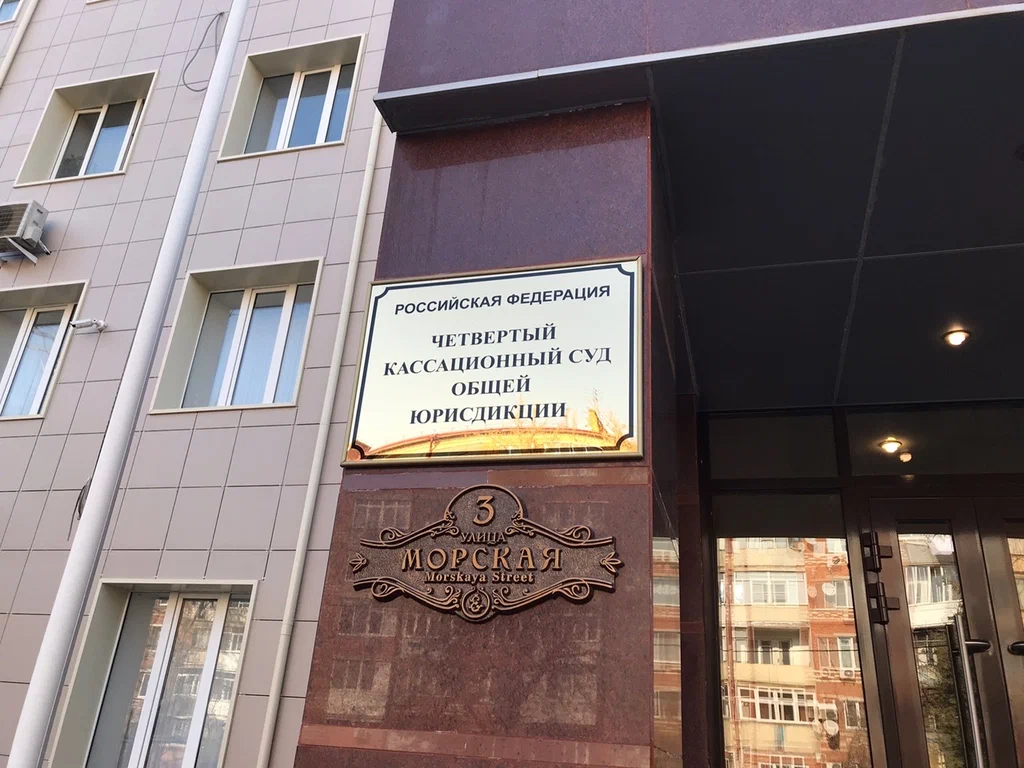 РОССИЙСКАЯ ФЕДЕРАЦИЯ
ЧЕТВЕРТЫЙ
КАССАЦИОННЫЙ СУД
ОБЩЕЙ
ЮРИСДИКЦИИ
3
УЛИЦА
МОРСКАЯ
Morskaya Street